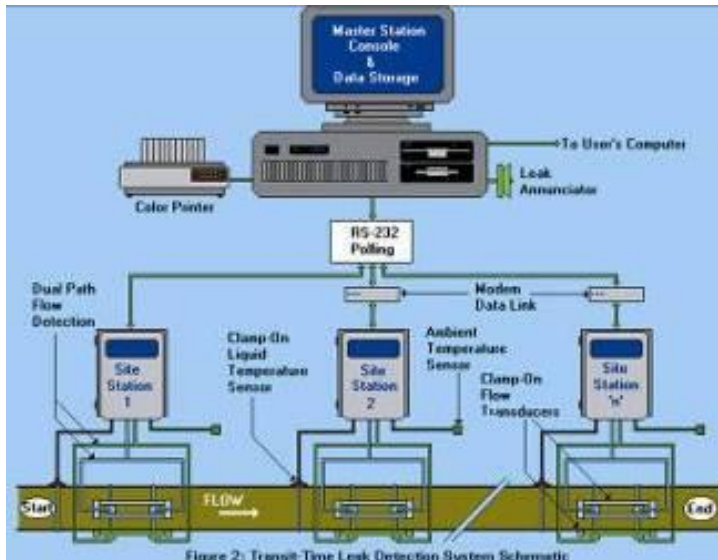 Master Station
Console
&
Data Storage
To User's Computer
Leak
Annunciator
Color Printer
RS-232
Polling
Dual Path
Flow
Detection
Modem
Data Link
Clamp-On
Liquid
Temperature
Sensor
Ambient
Temperature
Sensor
Clamp-On
Flow
Transducers
Site
Station
1
Site
Station
2
Site
Station
'n'
Start
FLOW
End
Figure 2: Transit-Time Leak Detection System Schematic